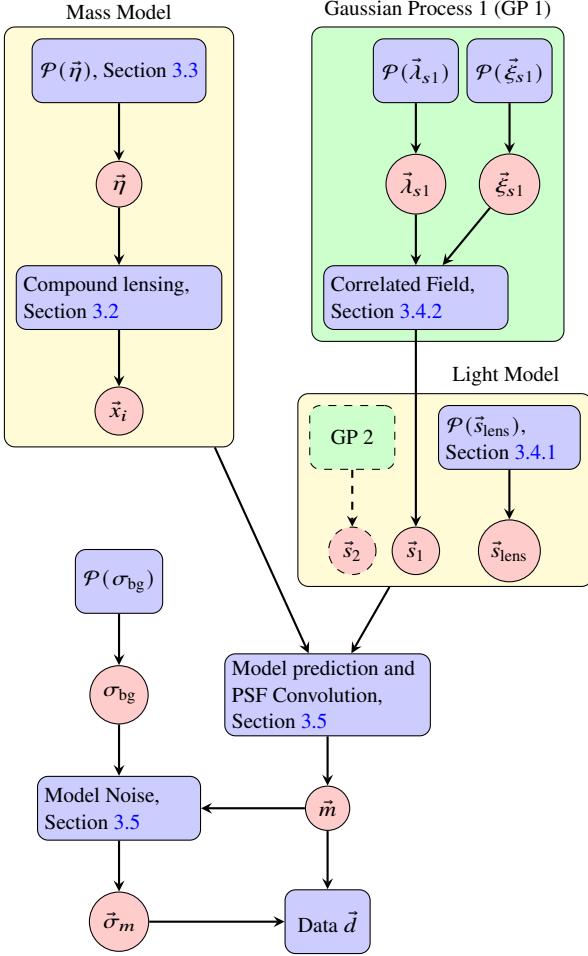 Mass Model
𝒫(η⃗), Section 3.3
η⃗
Compound lensing,
Section 3.2
x⃗ᵢ
Gaussian Process 1 (GP 1)
𝒫(λ⃗ₛ₁)
𝒫(ξ⃗ₛ₁)
λ⃗ₛ₁
ξ⃗ₛ₁
Correlated Field,
Section 3.4.2
Light Model
GP 2
𝒫(s⃗_lens),
Section 3.4.1
s⃗₂
s⃗₁
s⃗_lens
𝒫(σ_bg)
σ_bg
Model prediction and
PSF Convolution,
Section 3.5
Model Noise,
Section 3.5
m⃗
σ⃗ₘ
Data d⃗